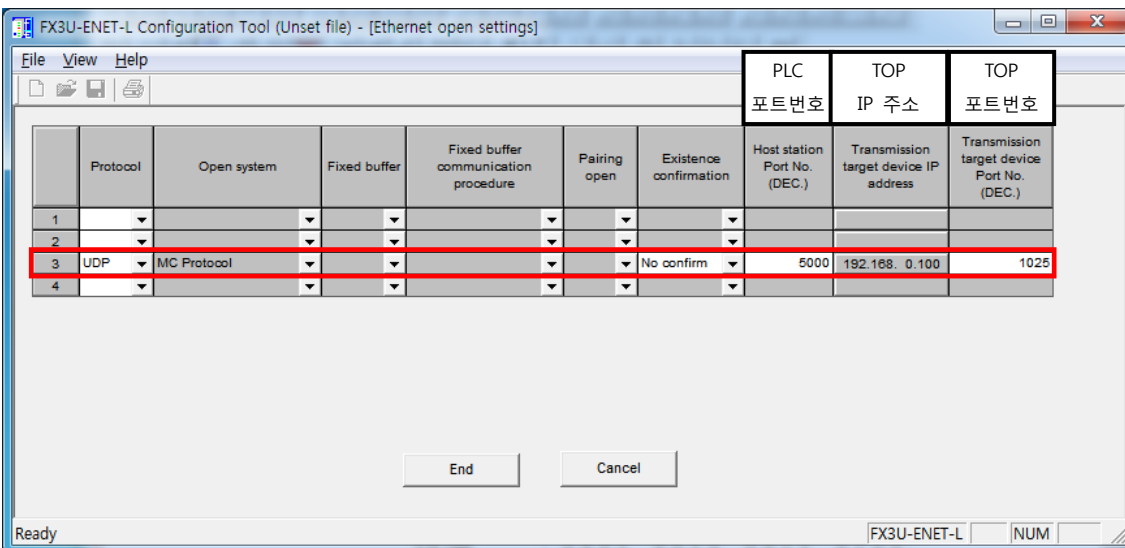 FX3U-ENET-L Configuration Tool (Unset file) - [Ethernet open settings]
File View Help
PLC
포트번호
TOP
IP 주소
TOP
포트번호
Protocol
Open system
Fixed buffer
Fixed buffer
communication
procedure
Pairing
open
Existence
confirmation
Host station
Port No.
(DEC.)
Transmission
target device IP
address
Transmission
target device
Port No.
(DEC.)
1
2
3 UDP MC Protocol No confirm 5000 192.168. 0.100 1025
4
End Cancel
Ready FX3U-ENET-L NUM